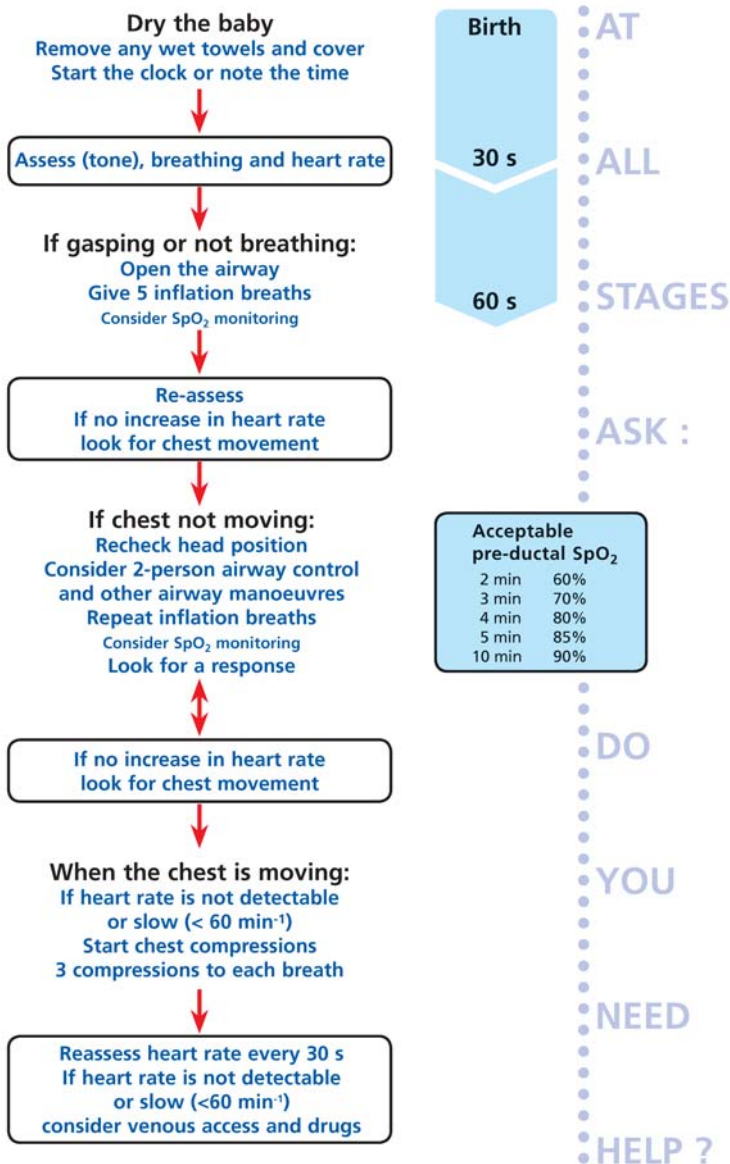 Dry the baby
Remove any wet towels and cover
Start the clock or note the time
Assess (tone), breathing and heart rate
If gasping or not breathing:
Open the airway
Give 5 inflation breaths
Consider SpO₂ monitoring
Re-assess
If no increase in heart rate
look for chest movement
If chest not moving:
Recheck head position
Consider 2-person airway control
and other airway manoeuvres
Repeat inflation breaths
Consider SpO₂ monitoring
Look for a response
If no increase in heart rate
look for chest movement
When the chest is moving:
If heart rate is not detectable
or slow (< 60 min⁻¹)
Start chest compressions
3 compressions to each breath
Reassess heart rate every 30 s
If heart rate is not detectable
or slow (<60 min⁻¹)
consider venous access and drugs
Birth
30 s
60 s
Acceptable
pre-ductal SpO₂
2 min 60%
3 min 70%
4 min 80%
5 min 85%
10 min 90%
AT
ALL
STAGES
ASK :
DO
YOU
NEED
HELP ?